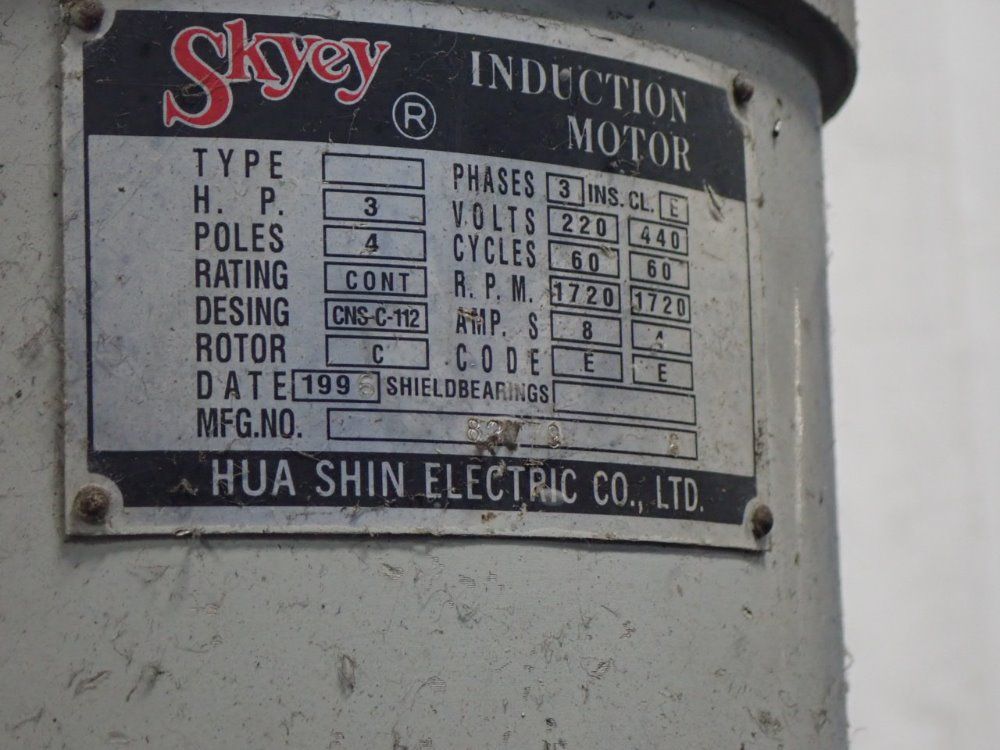 Skyey ® INDUCTION
MOTOR
TYPE PHASES 3 INS. CL. E
H. P. 3 VOLTS 220 440
POLES 4 CYCLES 60 60
RATING CONT R. P. M. 1720 1720
DESING CNS-C-112 AMP. S 8 4
ROTOR C CODE E E
DATE 1996 SHIELDBEARINGS
MFG.NO.
HUA SHIN ELECTRIC CO., LTD.